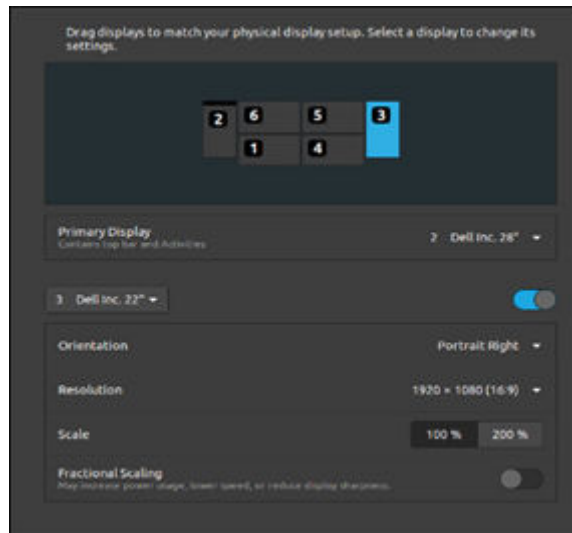 Drag displays to match your physical display setup. Select a display to change its
settings.
2 6 5 3
1 4
Primary Display 2 Dell Inc. 28"
Contains top bar and Activities
3 Dell Inc. 22"
Orientation Portrait Right
Resolution 1920 × 1080 (16:9)
Scale 100 % 200 %
Fractional Scaling
May increase power usage, lower speed, or reduce display sharpness.